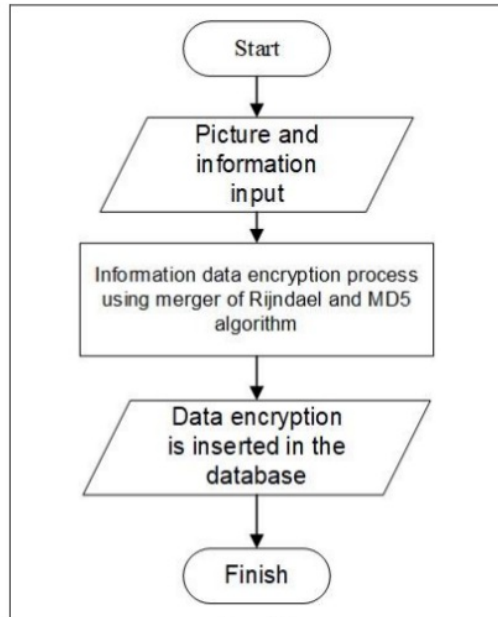 Start
Picture and
information
input
Information data encryption process
using merger of Rijndael and MD5
algorithm
Data encryption
is inserted in the
database
Finish